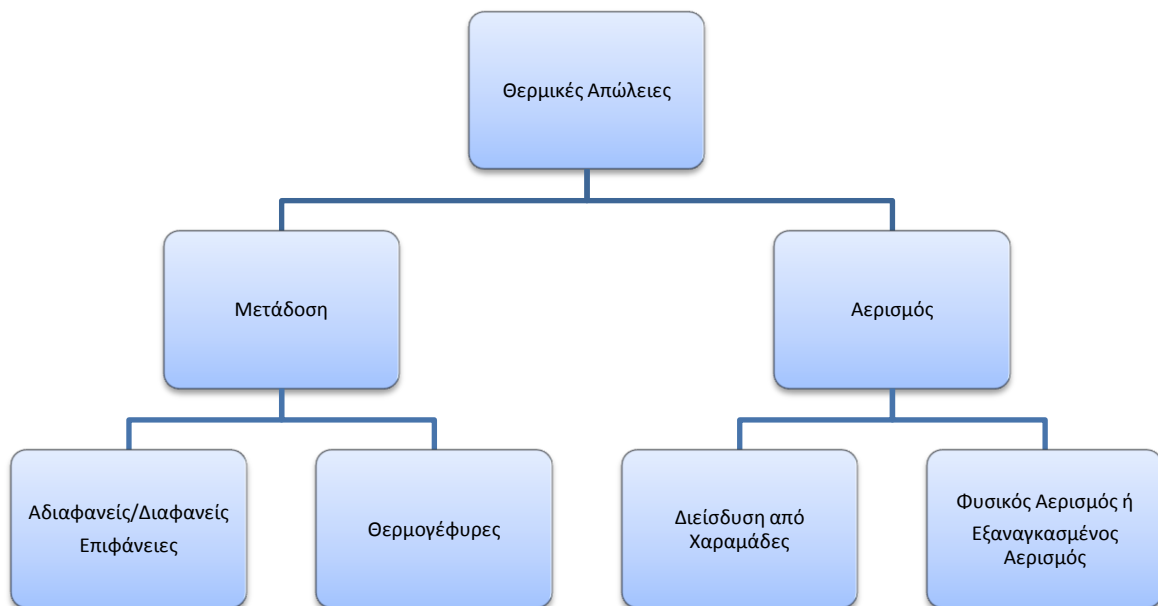 Θερμικές Απώλειες
Μετάδοση
Αερισμός
Αδιαφανείς/Διαφανείς
Επιφάνειες
Θερμογέφυρες
Διείσδυση από
Χαραμάδες
Φυσικός Αερισμός ή
Εξαναγκασμένος
Αερισμός